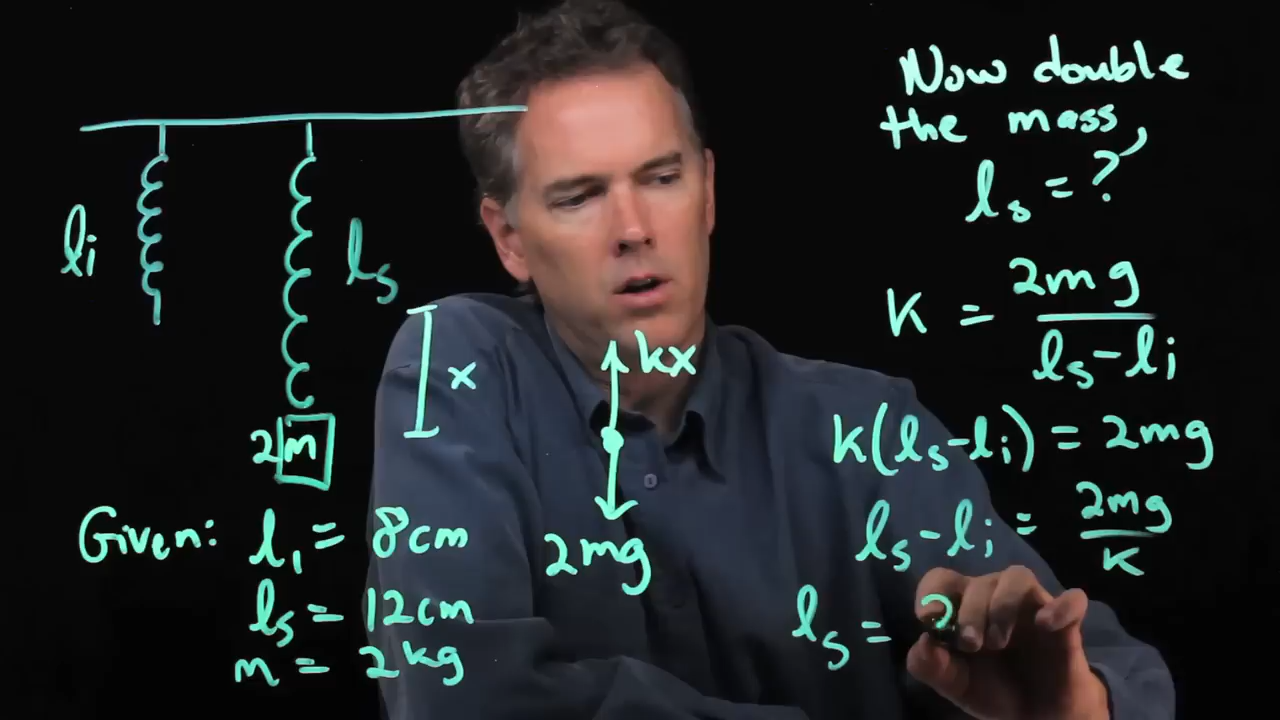 Now double
the mass,
ls = ?
li
ls
K = 2mg / ls - li
x
kx
2m
K(ls - li) = 2mg
ls - li = 2mg / K
2mg
Given: l1 = 8cm
ls = 12cm
m = 2kg
ls = 2